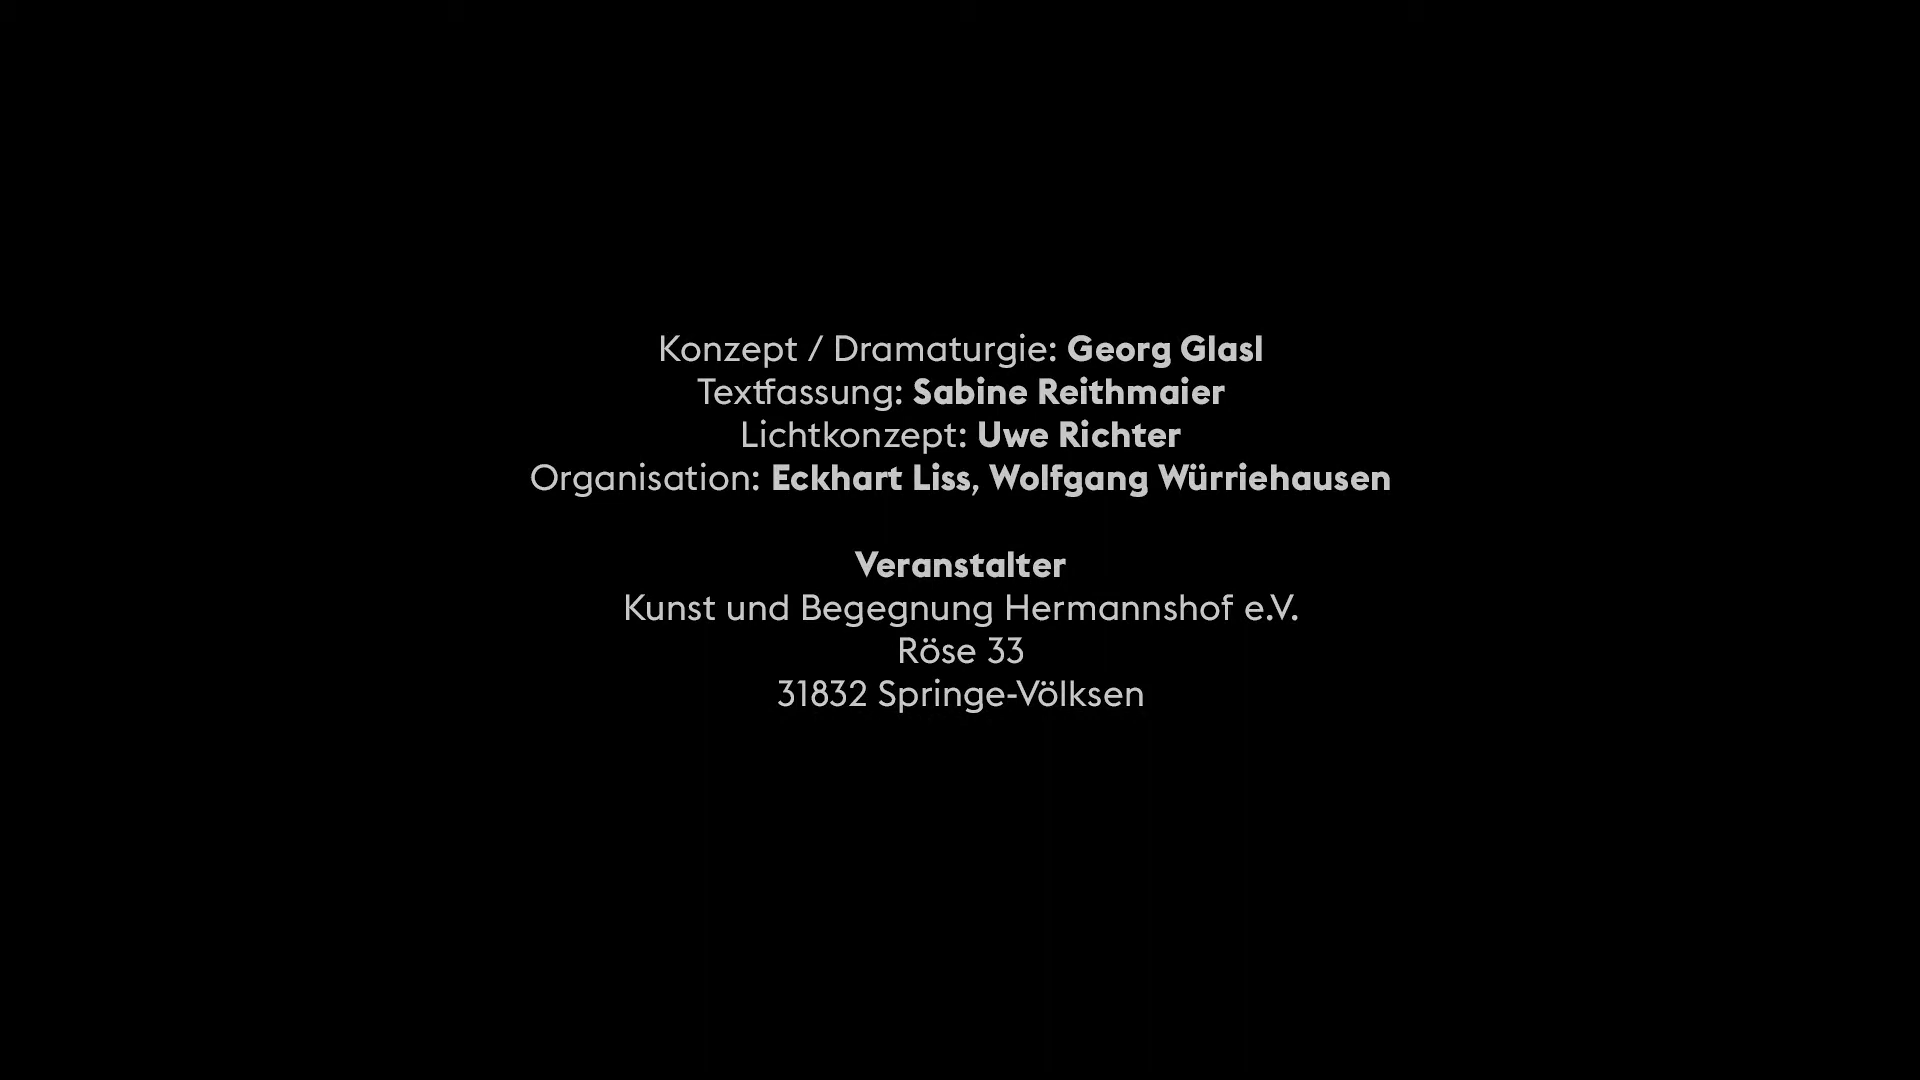 Konzept / Dramaturgie: Georg Glasl
Textfassung: Sabine Reithmaier
Lichtkonzept: Uwe Richter
Organisation: Eckhart Liss, Wolfgang Würriehausen
Veranstalter
Kunst und Begegnung Hermannshof e.V.
Röse 33
31832 Springe-Völksen